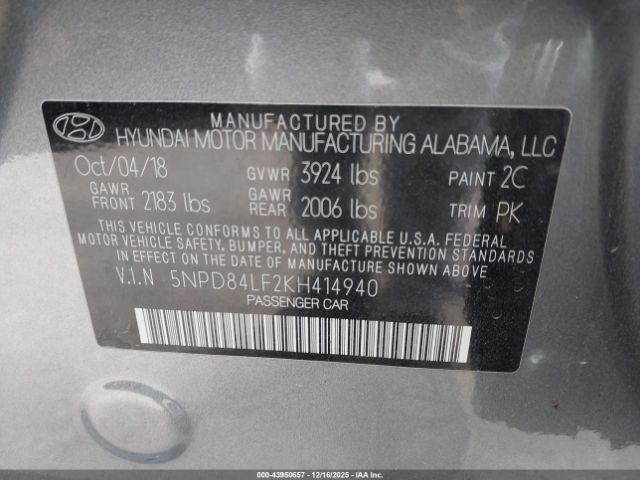 MANUFACTURED BY
HYUNDAI MOTOR MANUFACTURING ALABAMA, LLC
Oct/04/18 GVWR 3924 lbs PAINT 2C
GAWR FRONT 2183 lbs GAWR REAR 2006 lbs TRIM PK
THIS VEHICLE CONFORMS TO ALL APPLICABLE U.S.A. FEDERAL
MOTOR VEHICLE SAFETY, BUMPER, AND THEFT PREVENTION STANDARDS
IN EFFECT ON THE DATE OF MANUFACTURE SHOWN ABOVE.
V.I.N 5NPD84LF2KH414940
PASSENGER CAR
000-43950657 - 12/16/2025 - IAAI.COM